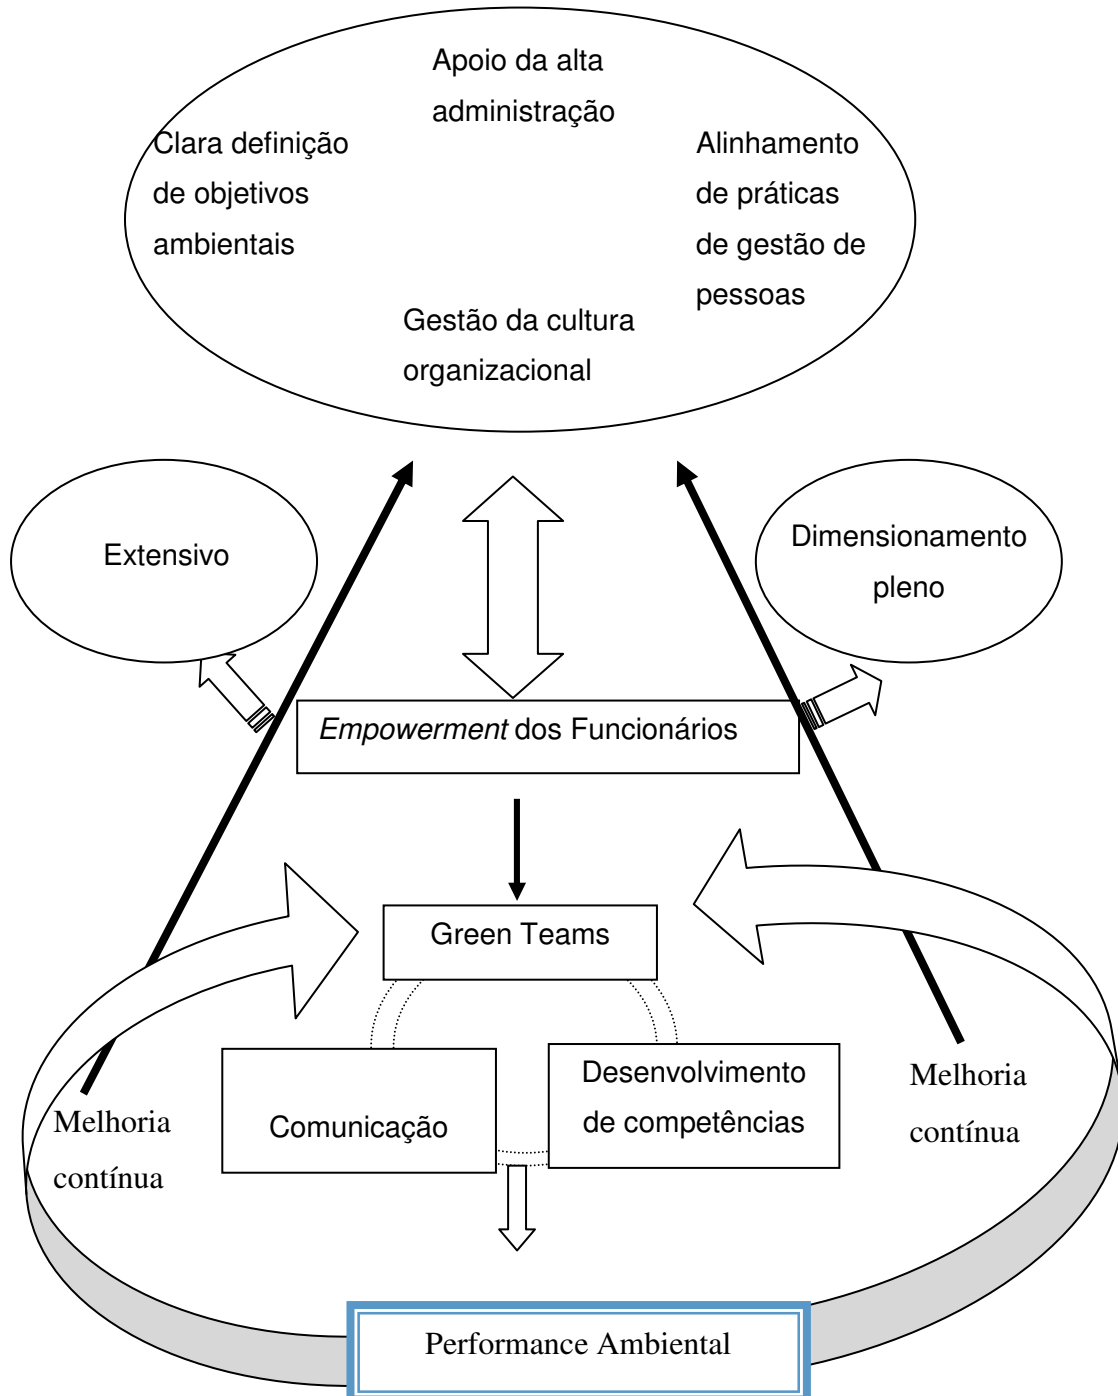 Apoio da alta
administração
Clara definição
de objetivos
ambientais
Alinhamento
de práticas
de gestão de
pessoas
Gestão da cultura
organizacional
Extensivo
Dimensionamento
pleno
Empowerment dos Funcionários
Green Teams
Comunicação
Desenvolvimento
de competências
Melhoria
contínua
Melhoria
contínua
Performance Ambiental